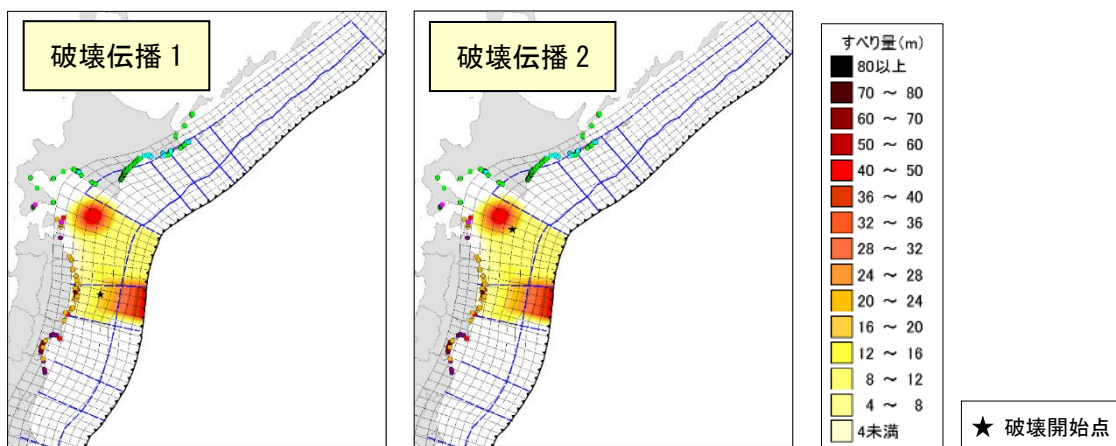 破壊伝播 1
破壊伝播 2
すべり量(m)
80以上
70 ～ 80
60 ～ 70
50 ～ 60
40 ～ 50
36 ～ 40
32 ～ 36
28 ～ 32
24 ～ 28
20 ～ 24
16 ～ 20
12 ～ 16
8 ～ 12
4 ～ 8
4未満
★ 破壊開始点